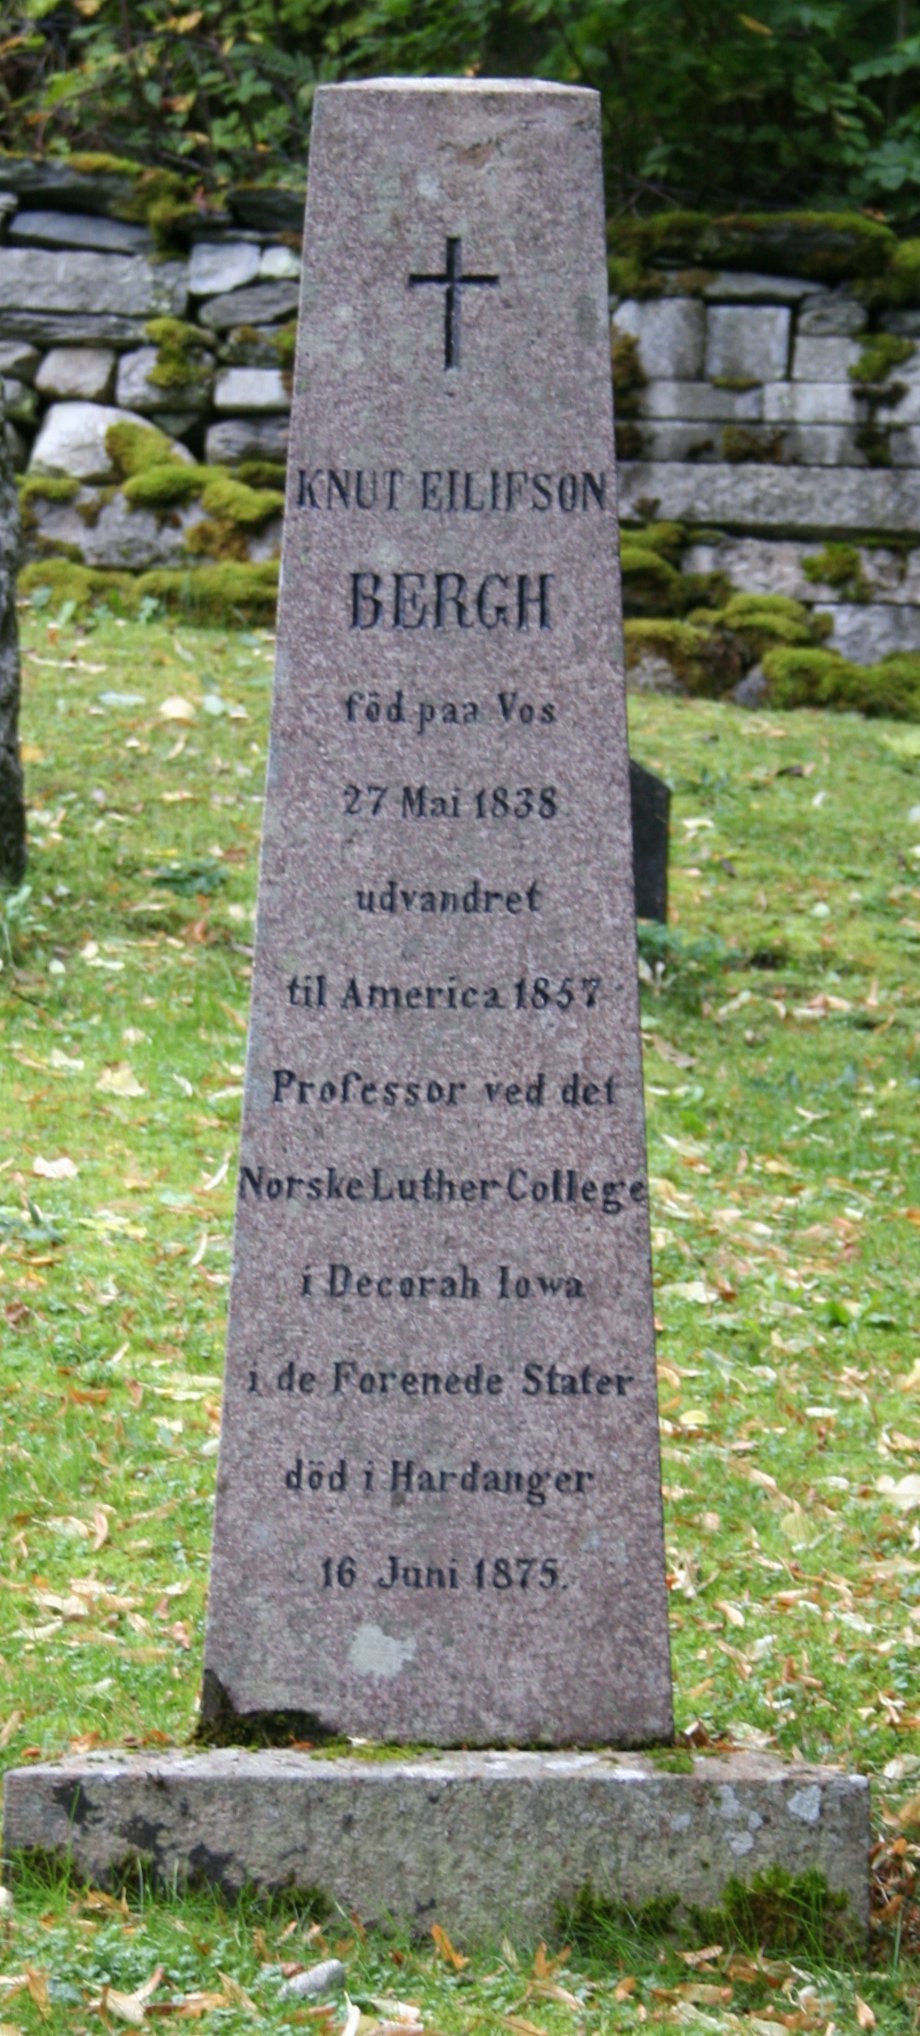 KNUT EILIFSON
BERGH
föd paa Vos
27 Mai 1838
udvandret
til America 1857
Professor ved det
Norske Luther College
i Decorah Iowa
i de Forenede Stater
död i Hardanger
16 Juni 1875.